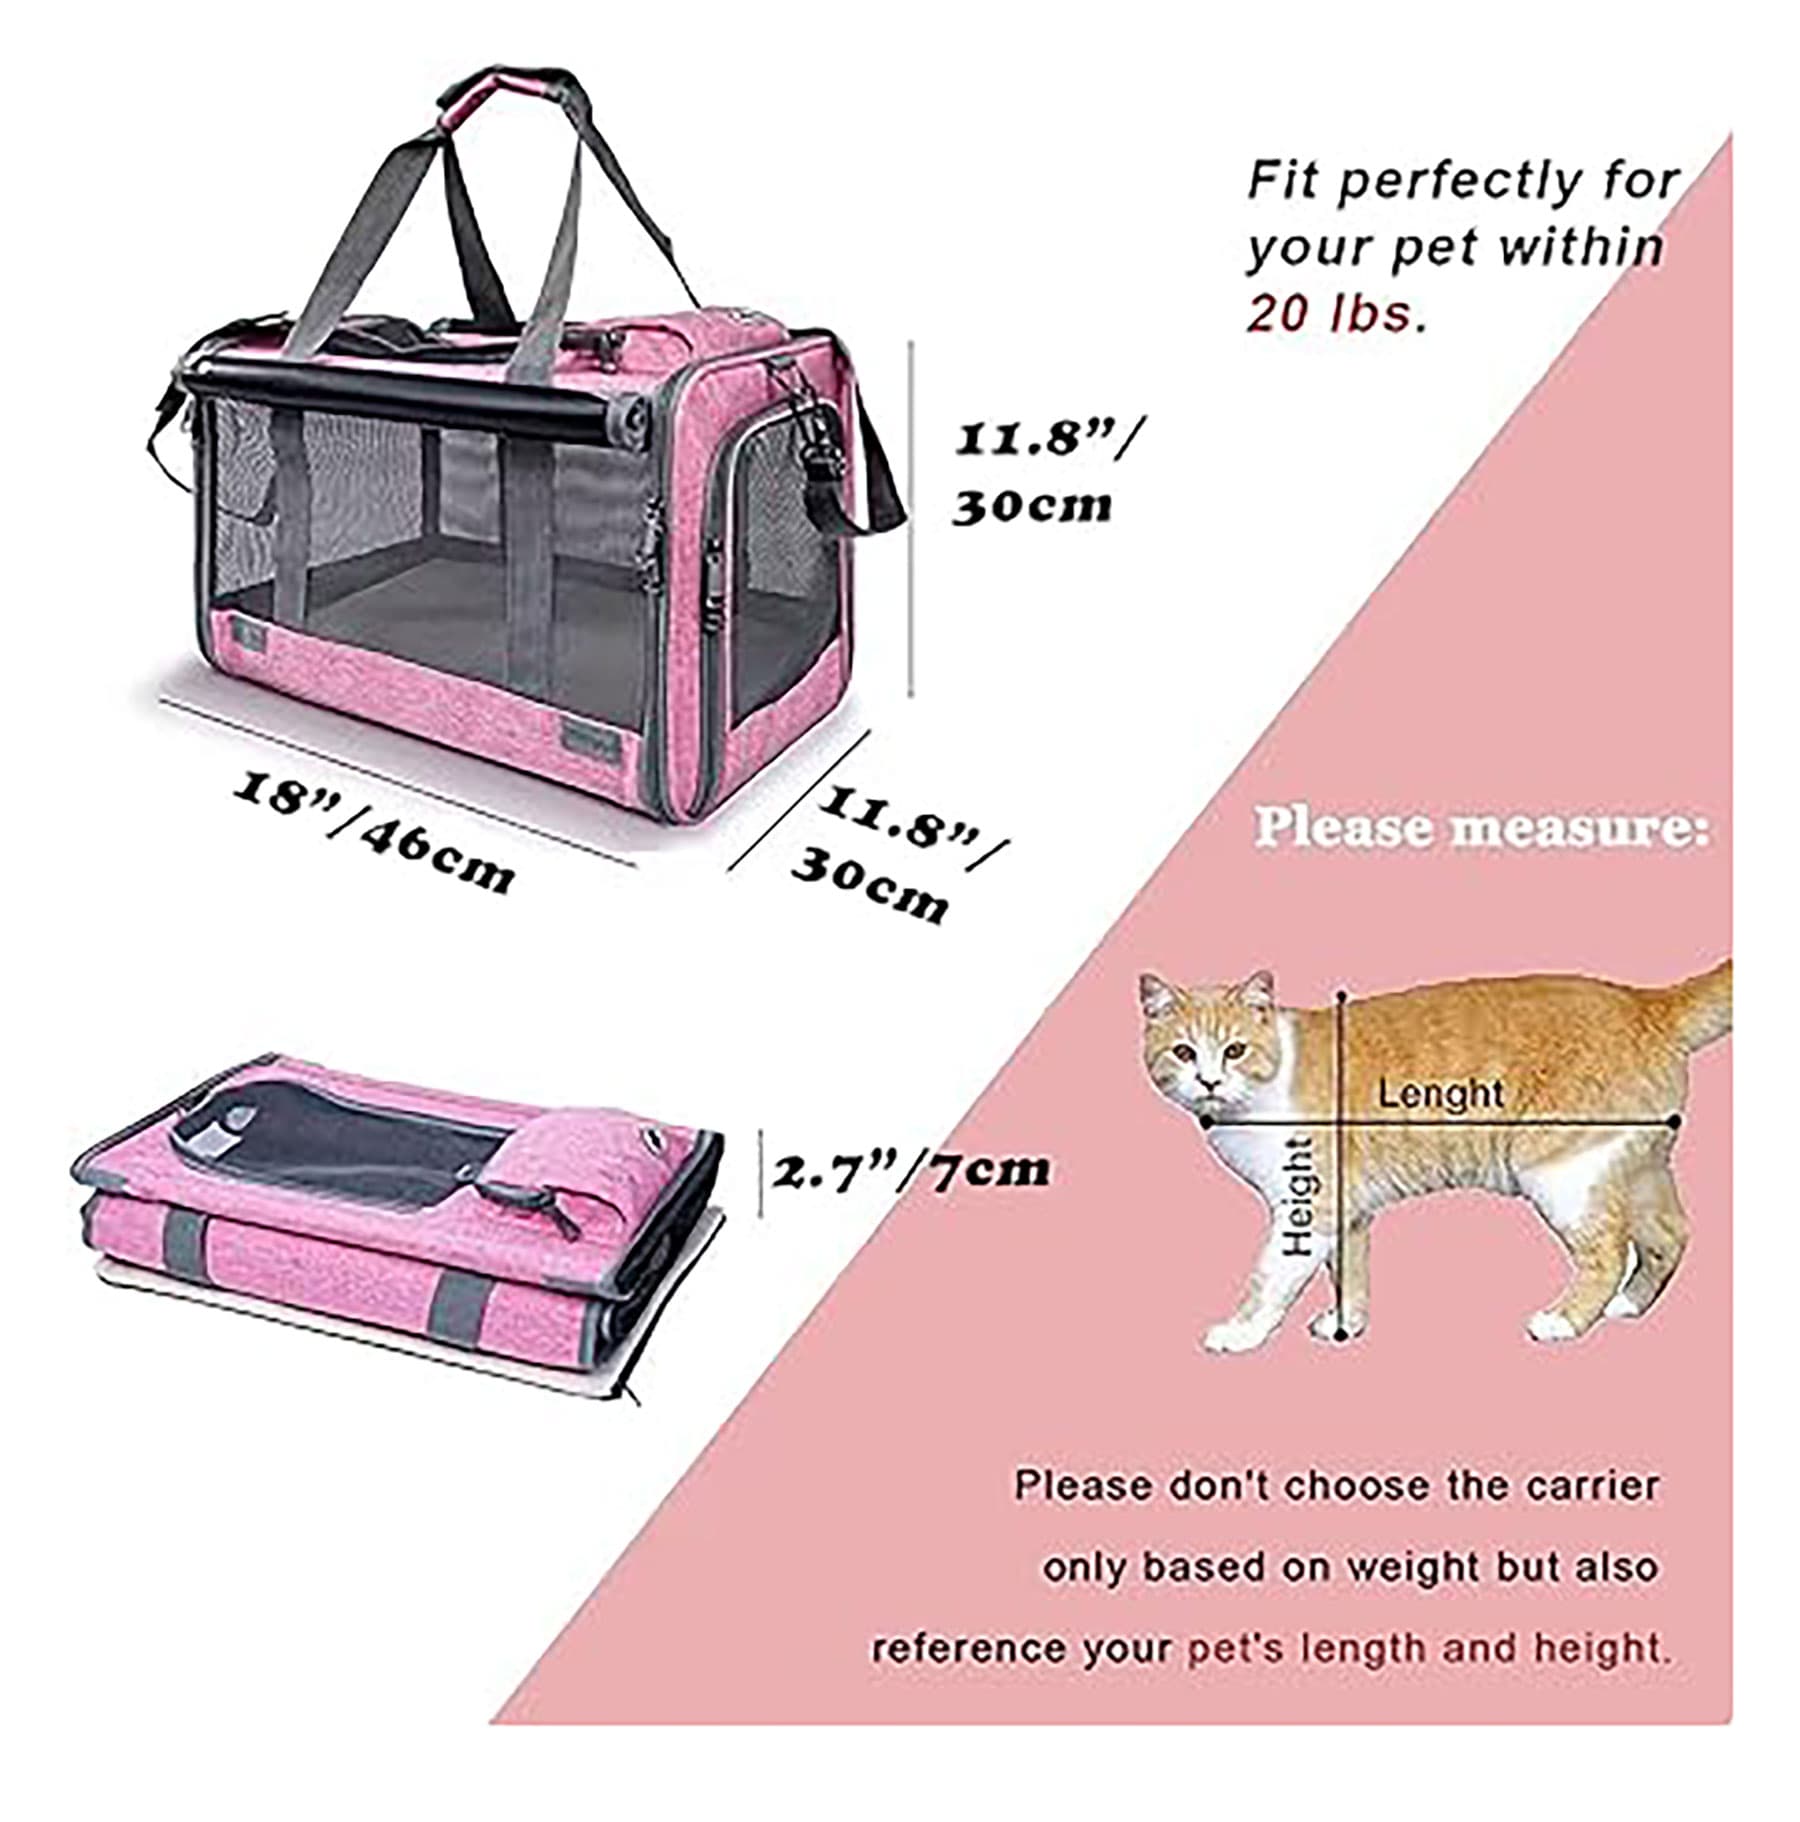 Fit perfectly for
your pet within
20 lbs.
11.8”/
30cm
18”/46cm
11.8”/
30cm
Please measure:
Lenght
Height
2.7”/7cm
Please don't choose the carrier
only based on weight but also
reference your pet's length and height.